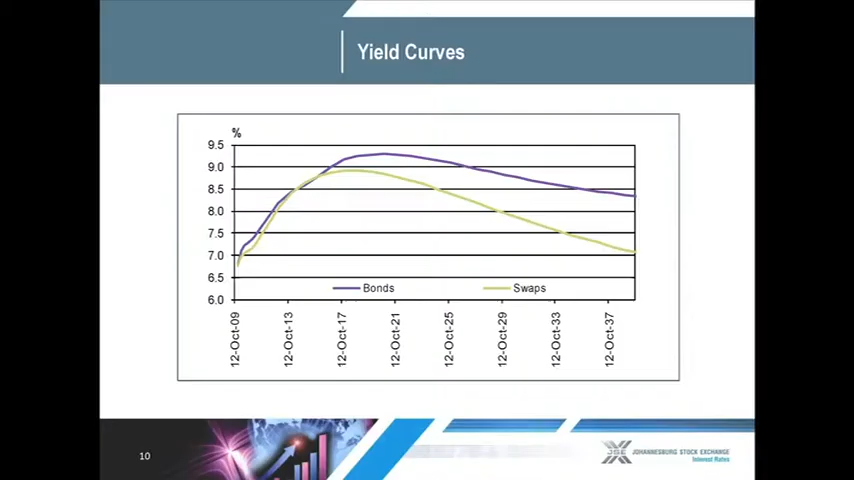 Yield Curves
%
9.5
9.0
8.5
8.0
7.5
7.0
6.5
6.0
Bonds
Swaps
12-Oct-09
12-Oct-13
12-Oct-17
12-Oct-21
12-Oct-25
12-Oct-29
12-Oct-33
12-Oct-37
10
JSE
JOHANNESBURG STOCK EXCHANGE
Interest Rates